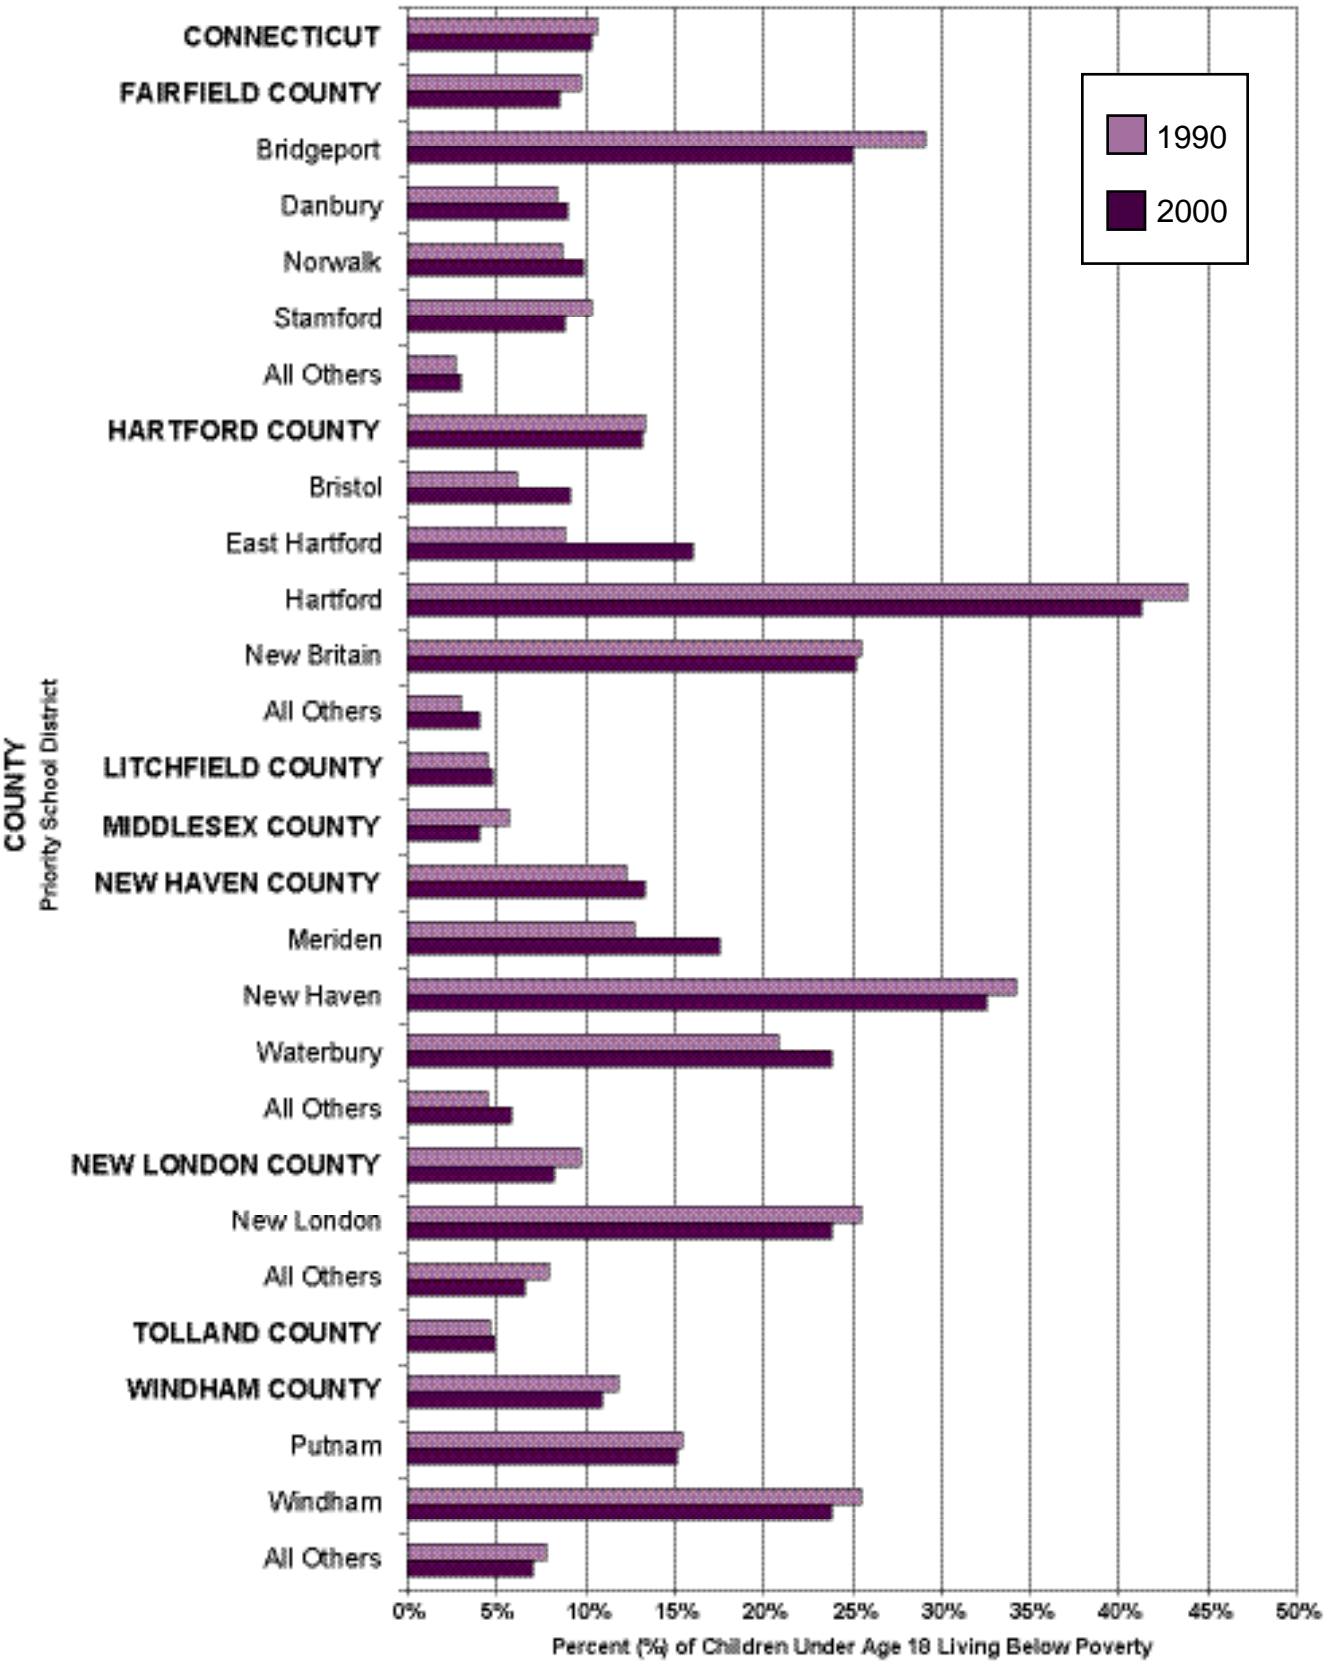 CONNECTICUT
FAIRFIELD COUNTY
Bridgeport
Danbury
Norwalk
Stamford
All Others
HARTFORD COUNTY
Bristol
East Hartford
Hartford
New Britain
All Others
LITCHFIELD COUNTY
MIDDLESEX COUNTY
NEW HAVEN COUNTY
Meriden
New Haven
Waterbury
All Others
NEW LONDON COUNTY
New London
All Others
TOLLAND COUNTY
WINDHAM COUNTY
Putnam
Windham
All Others
COUNTY
Priority School District
1990
2000
0% 5% 10% 15% 20% 25% 30% 35% 40% 45% 50%
Percent (%) of Children Under Age 18 Living Below Poverty